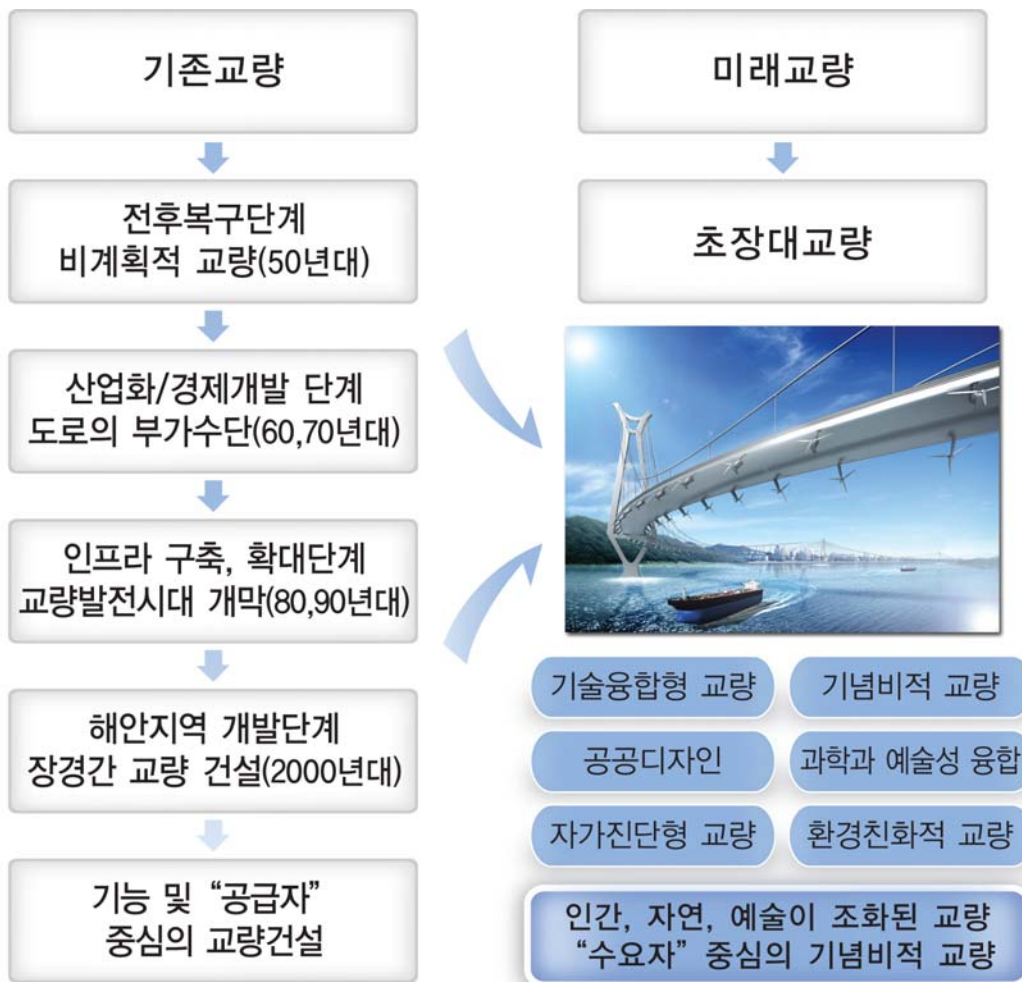 기존교량
전후복구단계
비계획적 교량(50년대)
산업화/경제개발 단계
도로의 부가수단(60,70년대)
인프라 구축, 확대단계
교량발전시대 개막(80,90년대)
해안지역 개발단계
장경간 교량 건설(2000년대)
기능 및 “공급자”
중심의 교량건설
미래교량
초장대교량
기술융합형 교량
기념비적 교량
공공디자인
과학과 예술성 융합
자가진단형 교량
환경친화적 교량
인간, 자연, 예술이 조화된 교량
“수요자” 중심의 기념비적 교량